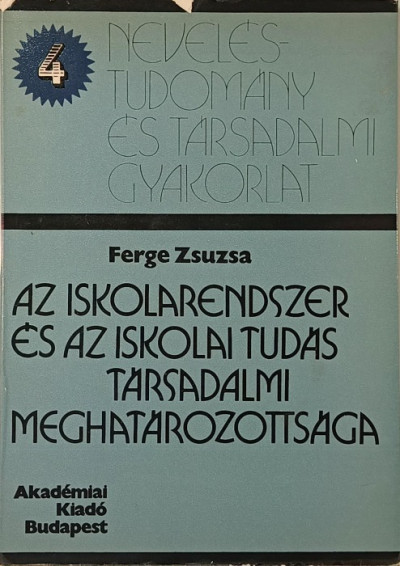 4
NEVELÉS-
TUDOMÁNY
ÉS TÁRSADALMI
GYAKORLAT
Ferge Zsuzsa
AZ ISKOLARENDSZER
ÉS AZ ISKOLAI TUDÁS
TÁRSADALMI
MEGHATÁROZOTTSÁGA
Akadémiai
Kiadó
Budapest